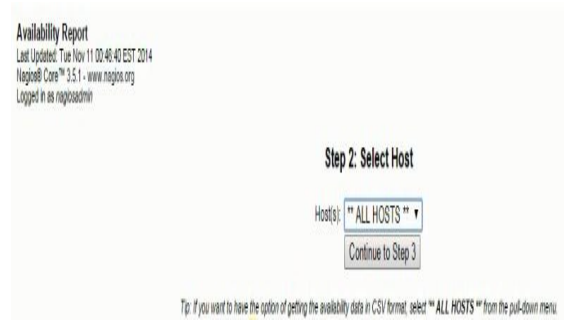 Availability Report
Last Updated: Tue Nov 11 00:46:40 EST 2014
Nagios® Core™ 3.5.1 - www.nagios.org
Logged in as nagiosadmin
Step 2: Select Host
Host(s): ** ALL HOSTS **
Continue to Step 3
Tip: If you want to have the option of getting the availability data in CSV format, select '** ALL HOSTS **' from the pull-down menu.